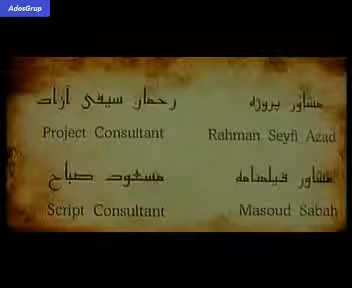 AdosGrup
مشاور پروژه رحمان سیفی آزاد
Project Consultant Rahman Seyfi Azad
مشاور فیلمنامه مسعود صباح
Script Consultant Masoud Sabah